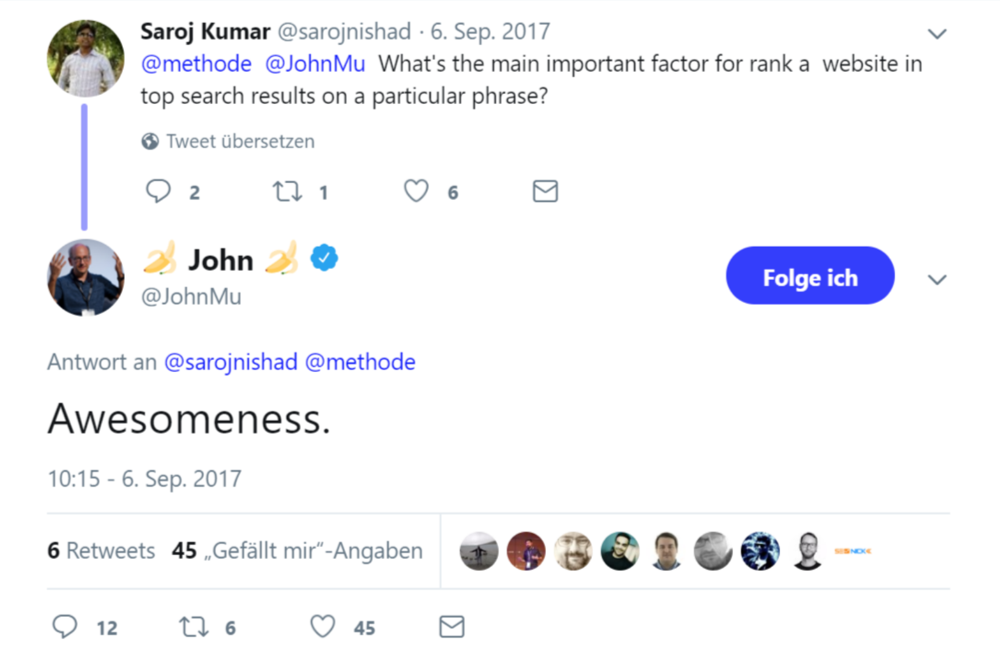 Saroj Kumar @sarojnishad · 6. Sep. 2017
@methode @JohnMu What's the main important factor for rank a website in
top search results on a particular phrase?
Tweet übersetzen
2 1 6
🍌 John 🍌
@JohnMu
Folge ich
Antwort an @sarojnishad @methode
Awesomeness.
10:15 - 6. Sep. 2017
6 Retweets 45 „Gefällt mir“-Angaben
12 6 45